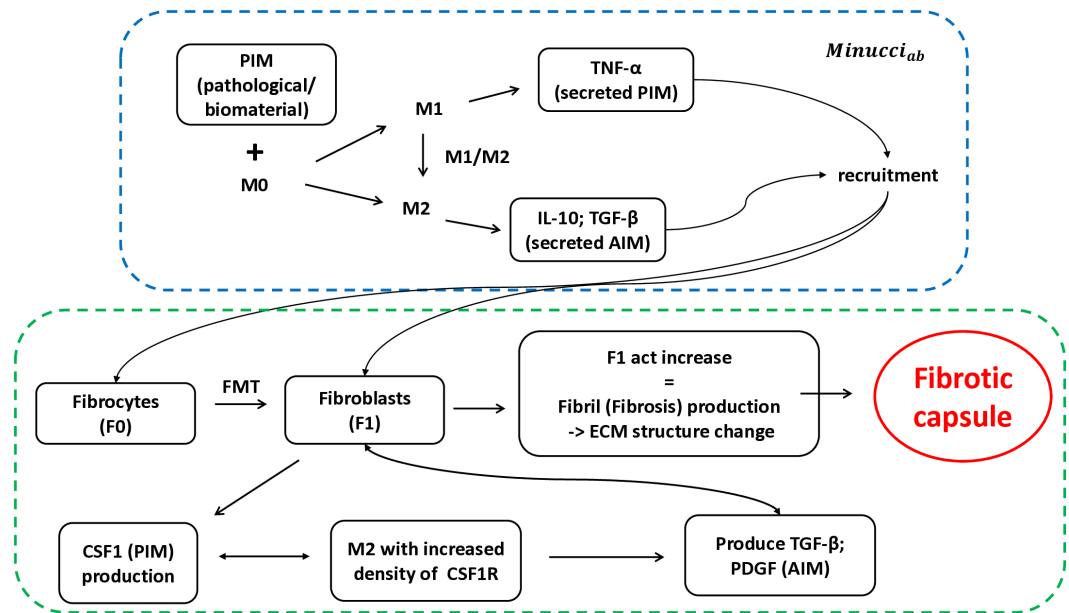 PIM
(pathological/
biomaterial)
+
M0
M1
M1/M2
M2
TNF-α
(secreted PIM)
IL-10; TGF-β
(secreted AIM)
Minucci_ab
recruitment
Fibrocytes
(F0)
FMT
Fibroblasts
(F1)
F1 act increase
=
Fibril (Fibrosis) production
-> ECM structure change
Fibrotic
capsule
CSF1 (PIM)
production
M2 with increased
density of CSF1R
Produce TGF-β;
PDGF (AIM)